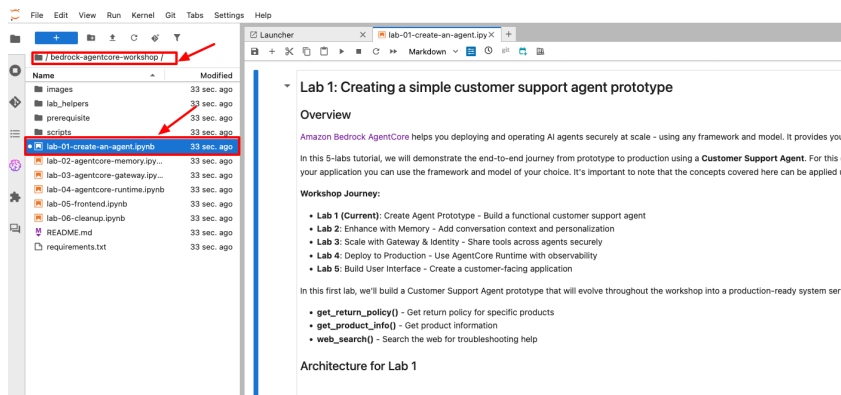 File Edit View Run Kernel Git Tabs Settings Help
/ bedrock-agentcore-workshop /
Name Modified
images 33 sec. ago
lab_helpers 33 sec. ago
prerequisite 33 sec. ago
scripts 33 sec. ago
lab-01-create-an-agent.ipynb 33 sec. ago
lab-02-agentcore-memory.ipy... 33 sec. ago
lab-03-agentcore-gateway.ipy... 33 sec. ago
lab-04-agentcore-runtime.ipynb 33 sec. ago
lab-05-frontend.ipynb 33 sec. ago
lab-06-cleanup.ipynb 33 sec. ago
README.md 33 sec. ago
requirements.txt 33 sec. ago
Launcher
lab-01-create-an-agent.ipy
Markdown
git
Lab 1: Creating a simple customer support agent prototype
Overview
Amazon Bedrock AgentCore helps you deploying and operating AI agents securely at scale - using any framework and model. It provides you
In this 5-labs tutorial, we will demonstrate the end-to-end journey from prototype to production using a Customer Support Agent. For this
your application you can use the framework and model of your choice. It's important to note that the concepts covered here can be applied
Workshop Journey:
• Lab 1 (Current): Create Agent Prototype - Build a functional customer support agent
• Lab 2: Enhance with Memory - Add conversation context and personalization
• Lab 3: Scale with Gateway & Identity - Share tools across agents securely
• Lab 4: Deploy to Production - Use AgentCore Runtime with observability
• Lab 5: Build User Interface - Create a customer-facing application
In this first lab, we'll build a Customer Support Agent prototype that will evolve throughout the workshop into a production-ready system ser
• get_return_policy() - Get return policy for specific products
• get_product_info() - Get product information
• web_search() - Search the web for troubleshooting help
Architecture for Lab 1